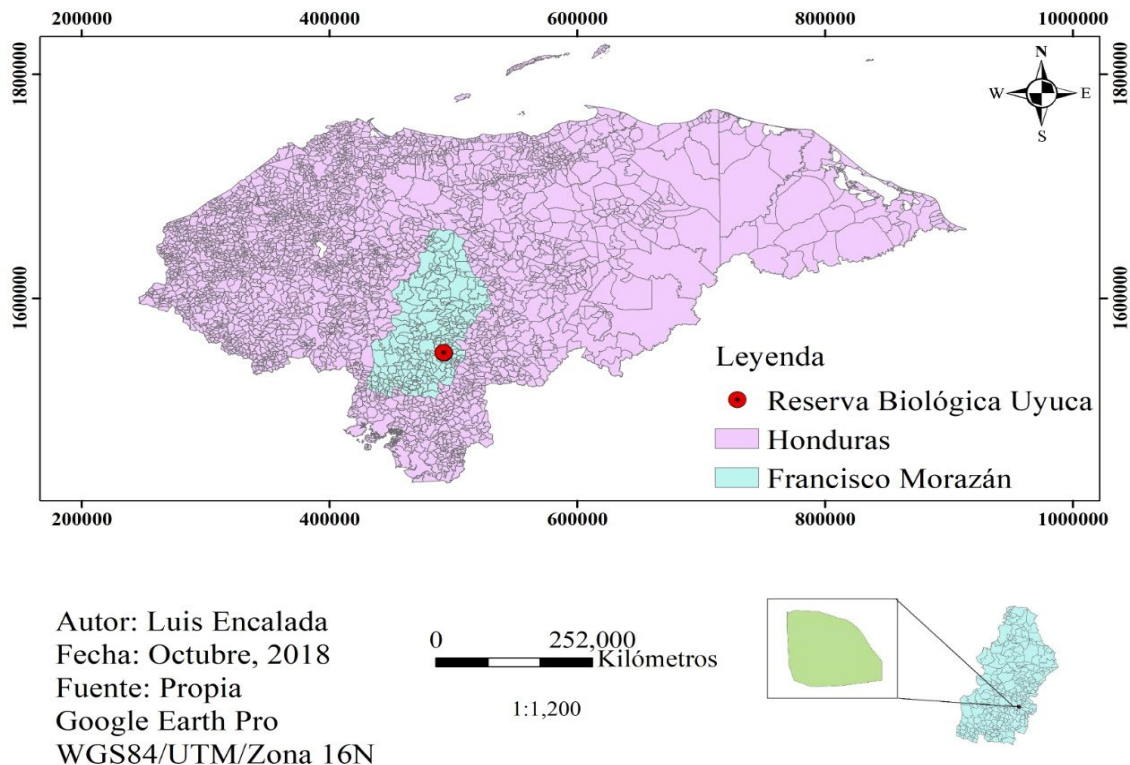 200000 400000 600000 800000 1000000
1800000 1800000
N
W E
S
1600000 1600000
Leyenda
Reserva Biológica Uyuca
Honduras
Francisco Morazán
200000 400000 600000 800000 1000000
Autor: Luis Encalada
Fecha: Octubre, 2018
Fuente: Propia
Google Earth Pro
WGS84/UTM/Zona 16N
0 252,000
Kilómetros
1:1,200